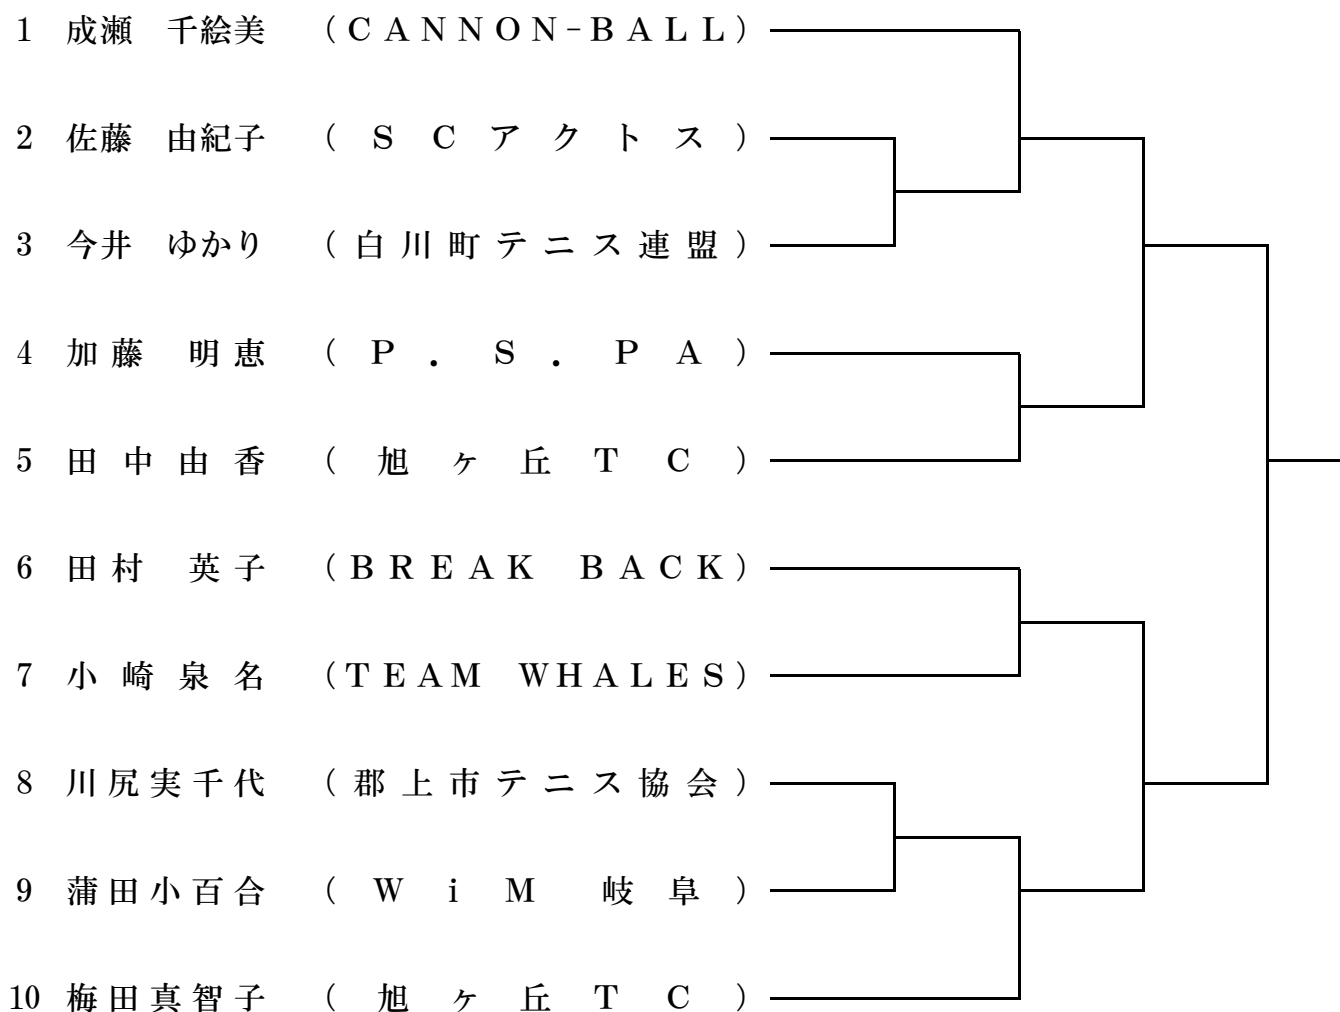 1 成瀬 千絵美 (CANNON-BALL)
2 佐藤 由紀子 (SCアクトス)
3 今井 ゆかり (白川町テニス連盟)
4 加藤 明恵 (P.S.PA)
5 田中由香 (旭ヶ丘TC)
6 田村 英子 (BREAK BACK)
7 小崎泉名 (TEAM WHALES)
8 川尻実千代 (郡上市テニス協会)
9 蒲田小百合 (WiM 岐阜)
10 梅田真智子 (旭ヶ丘TC)